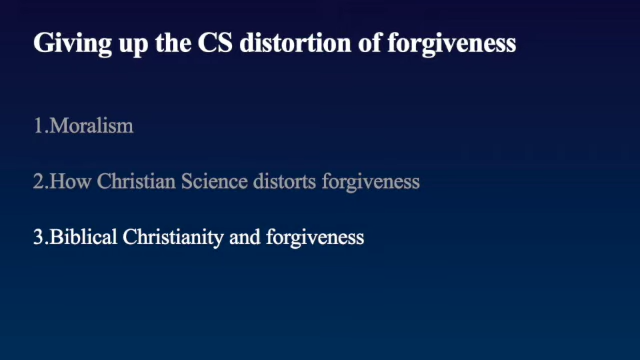 Giving up the CS distortion of forgiveness
1.Moralism
2.How Christian Science distorts forgiveness
3.Biblical Christianity and forgiveness